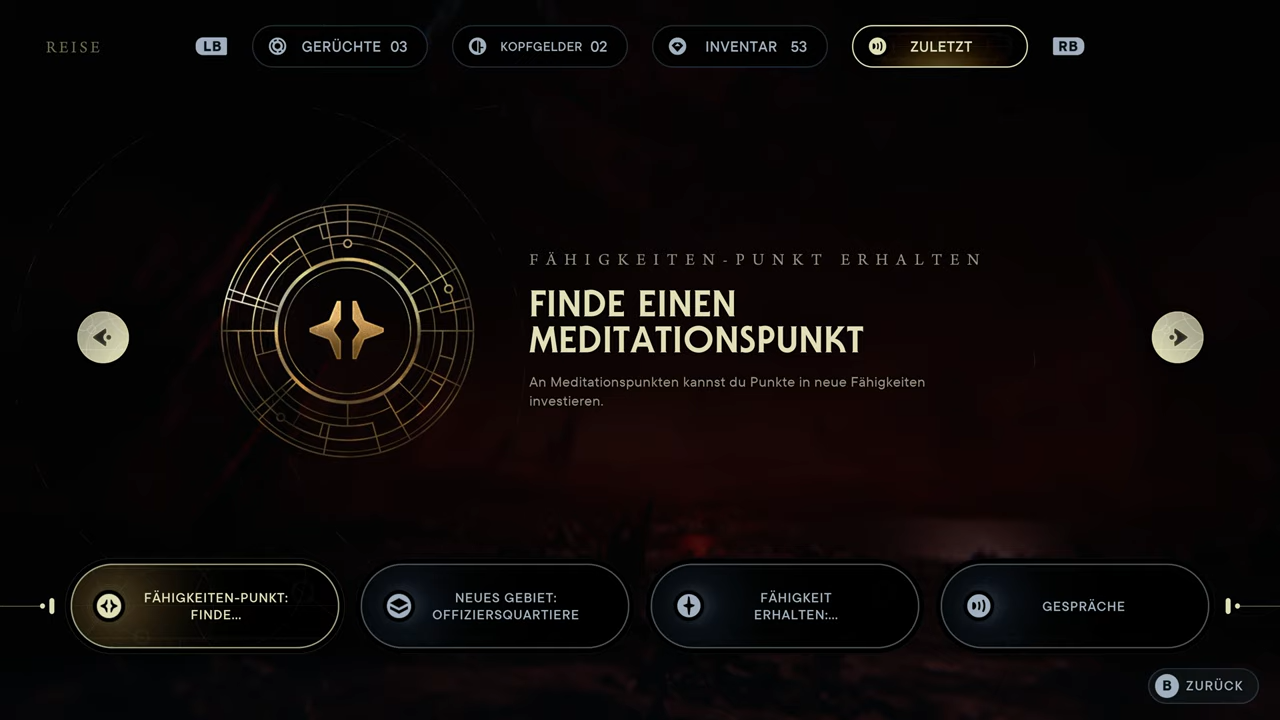 REISE
LB
GERÜCHTE 03
KOPFGELDER 02
INVENTAR 53
ZULETZT
RB
FÄHIGKEITEN-PUNKT ERHALTEN
FINDE EINEN
MEDITATIONSPUNKT
An Meditationspunkten kannst du Punkte in neue Fähigkeiten
investieren.
FÄHIGKEITEN-PUNKT:
FINDE...
NEUES GEBIET:
OFFIZIERSQUARTIERE
FÄHIGKEIT
ERHALTEN:...
GESPRÄCHE
B ZURÜCK